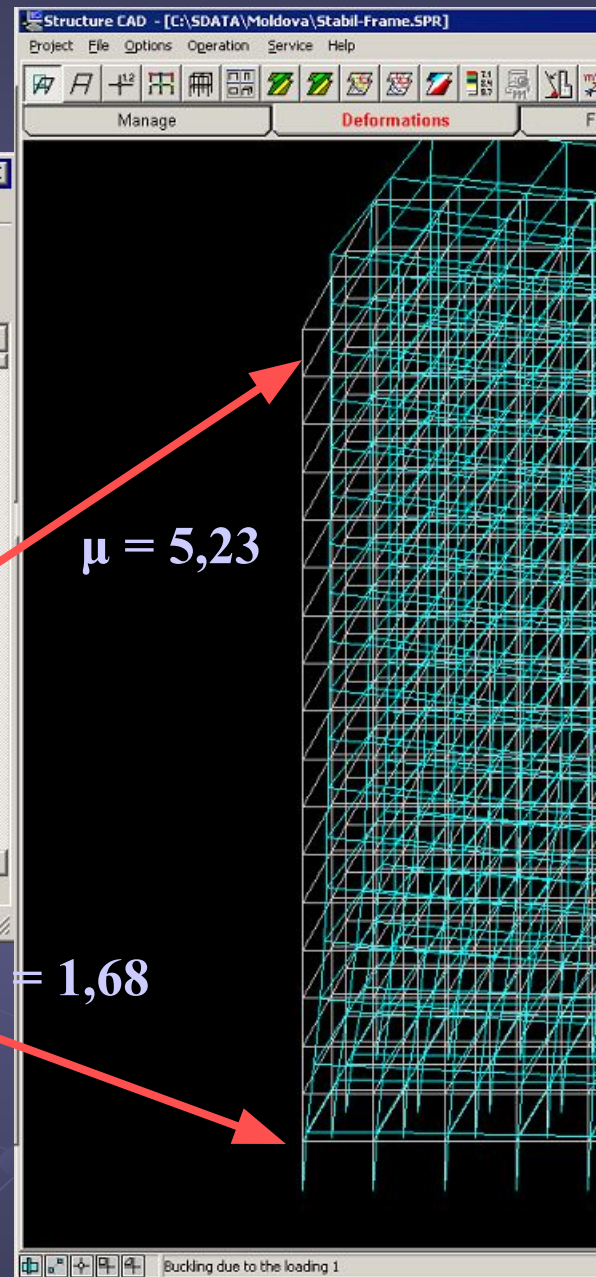 Structure CAD - [C:\SDATA\Moldova\Stabil-Frame.SPR]
Project File Options Operation Service Help
Manage Deformations F
μ = 5,23
= 1,68
Buckling due to the loading 1